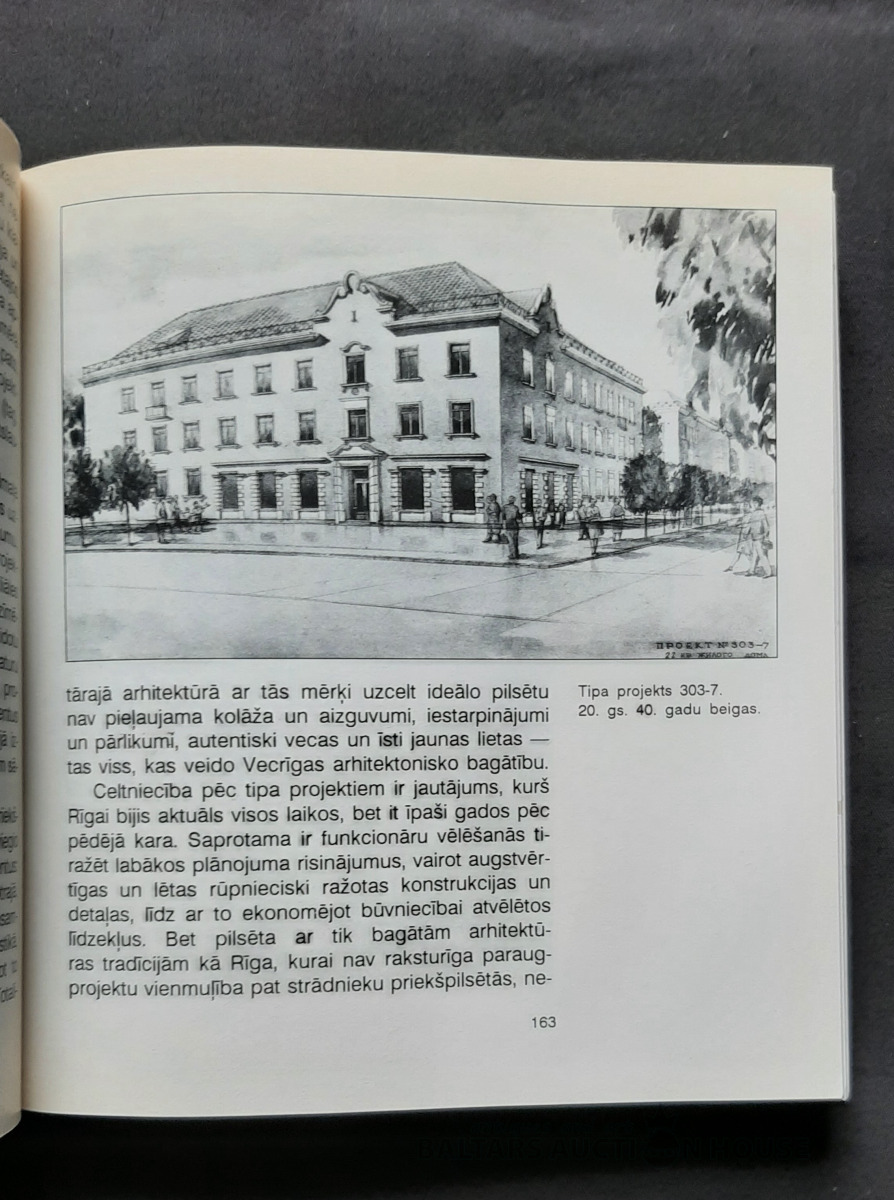 ПРОЕКТ № 303-7
22 КВ. ЖИЛОГО ДОМА
tārajā arhitektūrā ar tās mērķi uzcelt ideālo pilsētu
nav pieļaujama kolāža un aizguvumi, iestarpinājumi
un pārlikumi, autentiski vecas un īsti jaunas lietas —
tas viss, kas veido Vecrīgas arhitektonisko bagātību.
Celtniecība pēc tipa projektiem ir jautājums, kurš
Rīgai bijis aktuāls visos laikos, bet it īpaši gados pēc
pēdējā kara. Saprotama ir funkcionāru vēlēšanās ti-
ražēt labākos plānojuma risinājumus, vairot augstvēr-
tīgas un lētas rūpnieciski ražotas konstrukcijas un
detaļas, līdz ar to ekonomējot būvniecībai atvēlētos
līdzekļus. Bet pilsēta ar tik bagātām arhitektū-
ras tradīcijām kā Rīga, kurai nav raksturīga paraug-
projektu vienmuļība pat strādnieku priekšpilsētās, ne-
Tipa projekts 303-7.
20. gs. 40. gadu beigas.
163